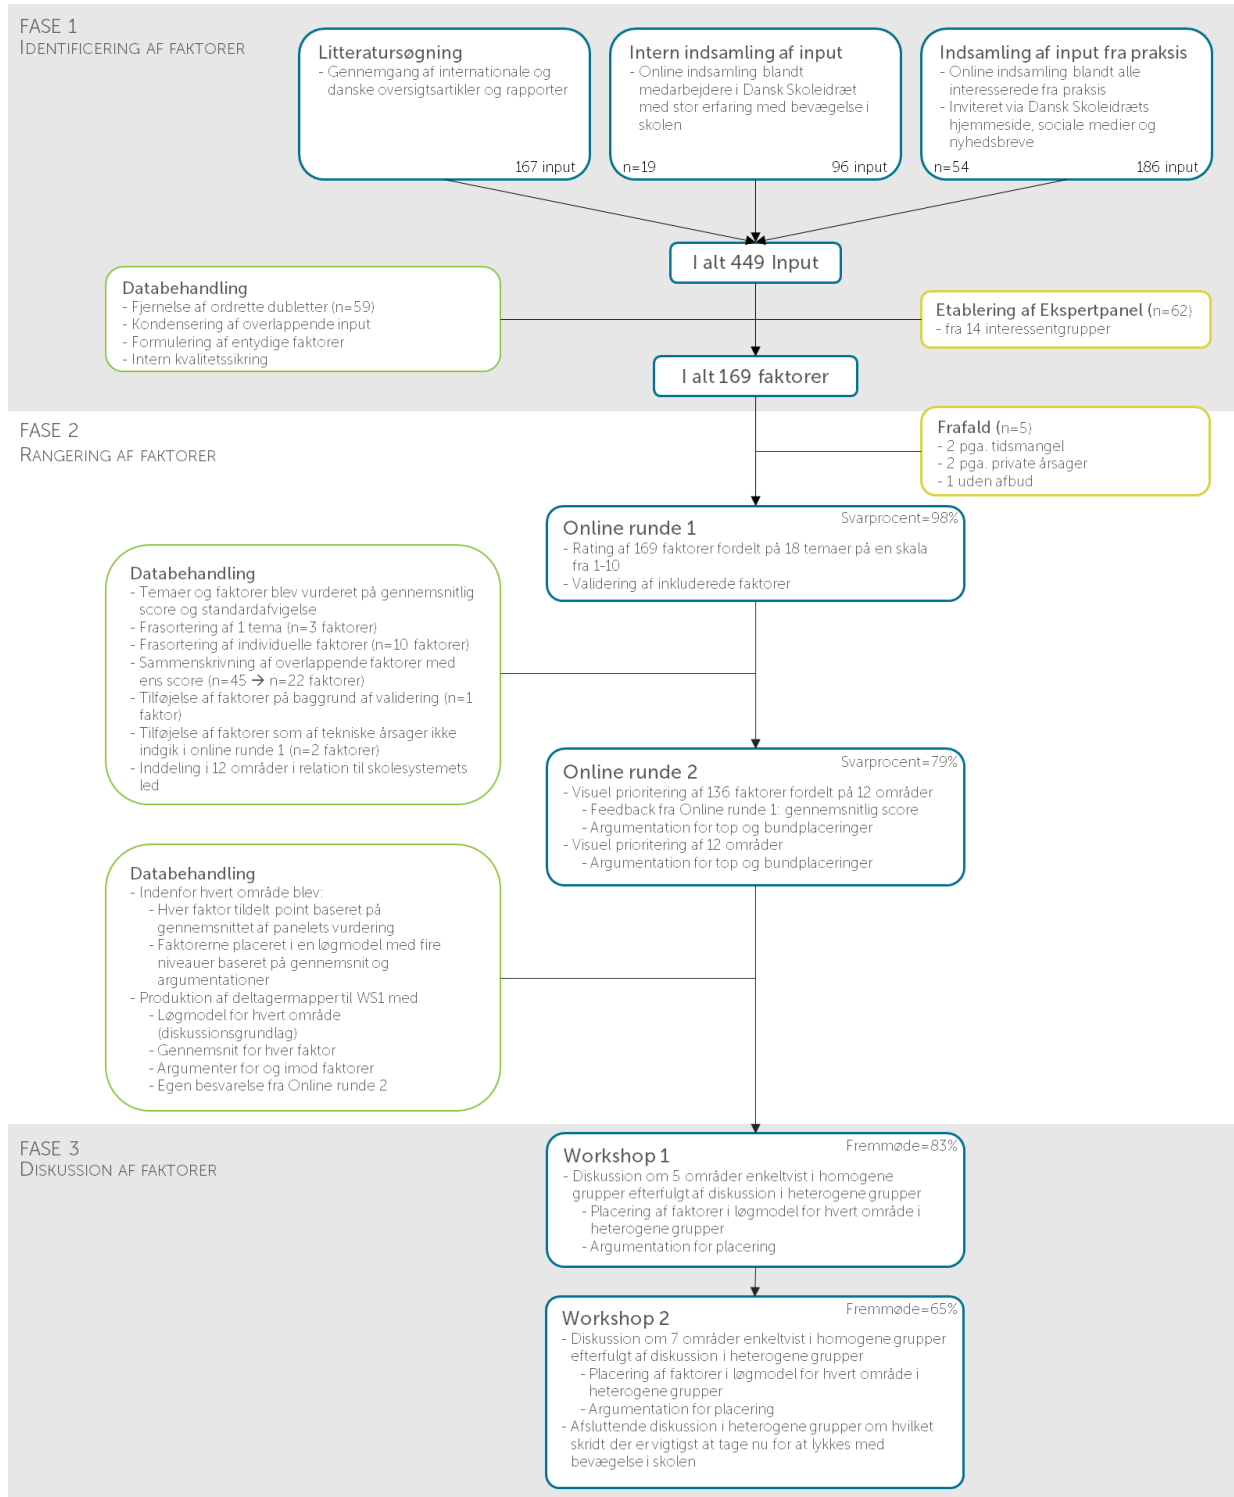 FASE 1
IDENTIFICERING AF FAKTORER
Litteratursøgning
- Gennemgang af internationale og
danske oversigtsartikler og rapporter
167 input
Intern indsamling af input
- Online indsamling blandt
medarbejdere i Dansk Skoleidræt
med stor erfaring med bevægelse i
skolen
n=19
96 input
Indsamling af input fra praksis
- Online indsamling blandt alle
interesserede fra praksis
- Inviteret via Dansk Skoleidræts
hjemmeside, sociale medier og
nyhedsbreve
n=54
186 input
I alt 449 Input
Databehandling
- Fjernelse af ordrette dubletter (n=59)
- Kondensering af overlappende input
- Formulering af entydige faktorer
- Intern kvalitetssikring
Etablering af Ekspertpanel (n=62)
- fra 14 interessentgrupper
I alt 169 faktorer
FASE 2
RANGERING AF FAKTORER
Frafald (n=5)
- 2 pga. tidsmangel
- 2 pga. private årsager
- 1 uden afbud
Svarprocent=98%
Online runde 1
- Rating af 169 faktorer fordelt på 18 temaer på en skala
fra 1-10
- Validering af inkluderede faktorer
Databehandling
- Temaer og faktorer blev vurderet på gennemsnitlig
score og standardafvigelse
- Frasortering af 1 tema (n=3 faktorer)
- Frasortering af individuelle faktorer (n=10 faktorer)
- Sammenskrivning af overlappende faktorer med
ens score (n=45 → n=22 faktorer)
- Tilføjelse af faktorer på baggrund af validering (n=1
faktor)
- Tilføjelse af faktorer som af tekniske årsager ikke
indgik i online runde 1 (n=2 faktorer)
- Inddeling i 12 områder i relation til skolesystemets
led
Svarprocent=79%
Online runde 2
- Visuel prioritering af 136 faktorer fordelt på 12 områder
- Feedback fra Online runde 1: gennemsnitlig score
- Argumentation for top og bundplaceringer
- Visuel prioritering af 12 områder
- Argumentation for top og bundplaceringer
Databehandling
- Indenfor hvert område blev:
- Hver faktor tildelt point baseret på
gennemsnittet af panelets vurdering
- Faktorerne placeret i en løgmodel med fire
niveauer baseret på gennemsnit og
argumentationer
- Produktion af deltagermapper til WS1 med
- Løgmodel for hvert område
(diskussionsgrundlag)
- Gennemsnit for hver faktor
- Argumenter for og imod faktorer
- Egen besvarelse fra Online runde 2
FASE 3
DISKUSSION AF FAKTORER
Fremmøde=83%
Workshop 1
- Diskussion om 5 områder enkeltvist i homogene
grupper efterfulgt af diskussion i heterogene grupper
- Placering af faktorer i løgmodel for hvert område i
heterogene grupper
- Argumentation for placering
Fremmøde=65%
Workshop 2
- Diskussion om 7 områder enkeltvist i homogene grupper
efterfulgt af diskussion i heterogene grupper
- Placering af faktorer i løgmodel for hvert område i
heterogene grupper
- Argumentation for placering
- Afsluttende diskussion i heterogene grupper om hvilket
skridt der er vigtigst at tage nu for at lykkes med
bevægelse i skolen